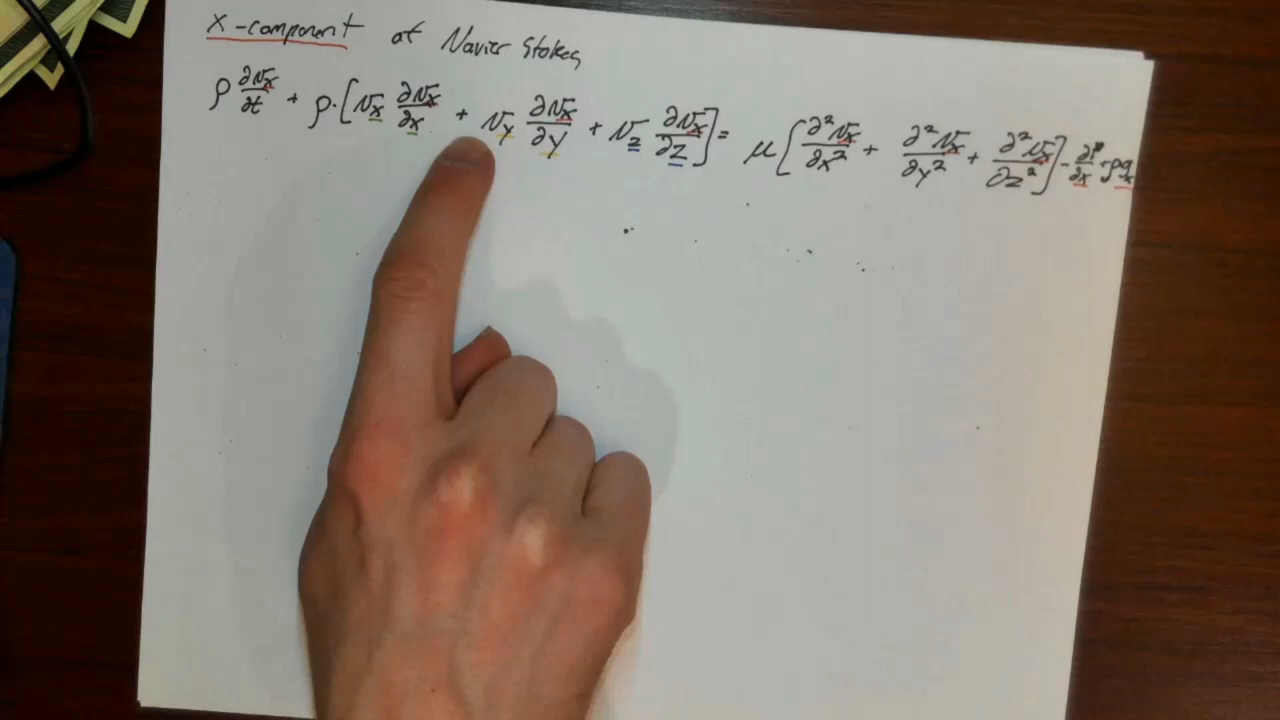 x-component of Navier Stokes
ρ ∂vx/∂t + ρ·[vx ∂vx/∂x + vy ∂vx/∂y + vz ∂vx/∂z] = μ[∂²vx/∂x² + ∂²vx/∂y² + ∂²vx/∂z²] - ∂P/∂x + ρgx